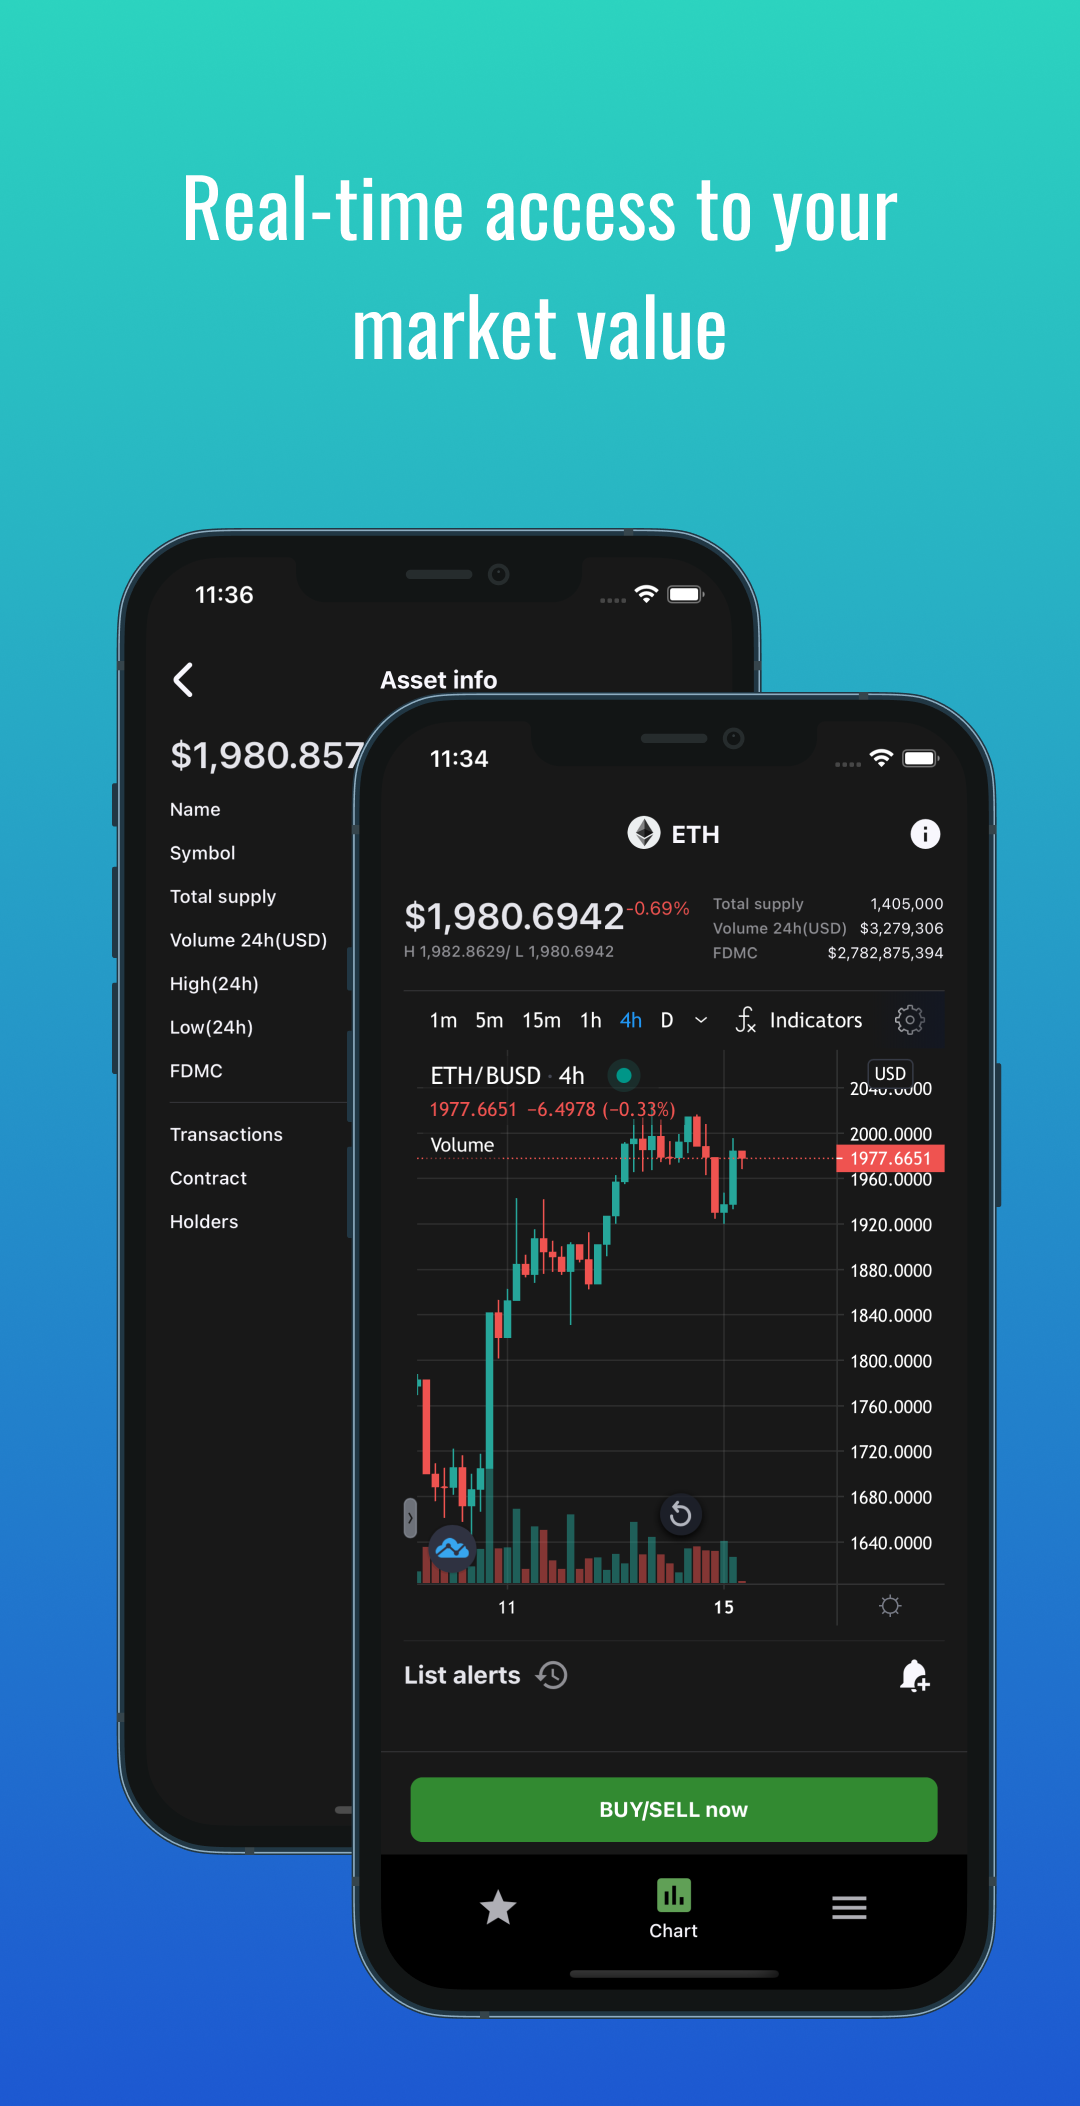 Real-time access to your
market value
11:36
Asset info
$1,980.857
Name
Symbol
Total supply
Volume 24h(USD)
High(24h)
Low(24h)
FDMC
Transactions
Contract
Holders
11:34
ETH
$1,980.6942 -0.69%
H 1,982.8629/ L 1,980.6942
Total supply 1,405,000
Volume 24h(USD) $3,279,306
FDMC $2,782,875,394
1m 5m 15m 1h 4h D fx Indicators
ETH/BUSD · 4h
1977.6651 −6.4978 (−0.33%)
Volume
USD
2040.0000
2000.0000
1977.6651
1960.0000
1920.0000
1880.0000
1840.0000
1800.0000
1760.0000
1720.0000
1680.0000
1640.0000
11 15
List alerts
BUY/SELL now
Chart